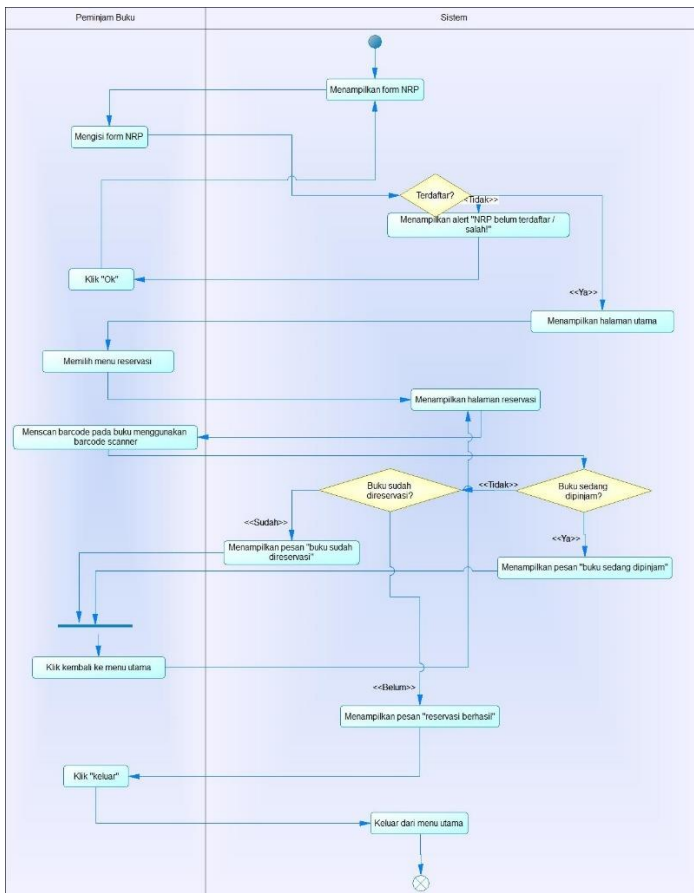 Peminjam Buku
Sistem
Menampilkan form NRP
Mengisi form NRP
Terdaftar?
<<Tidak>>
Menampilkan alert "NRP belum terdaftar /
salah!"
Klik "Ok"
<<Ya>>
Menampilkan halaman utama
Memilih menu reservasi
Menampilkan halaman reservasi
Menscan barcode pada buku menggunakan
barcode scanner
Buku sudah
direservasi?
<<Tidak>>
Buku sedang
dipinjam?
<<Sudah>>
<<Ya>>
Menampilkan pesan "buku sudah
direservasi"
Menampilkan pesan "buku sedang dipinjam"
Klik kembali ke menu utama
<<Belum>>
Menampilkan pesan "reservasi berhasil"
Klik "keluar"
Keluar dari menu utama